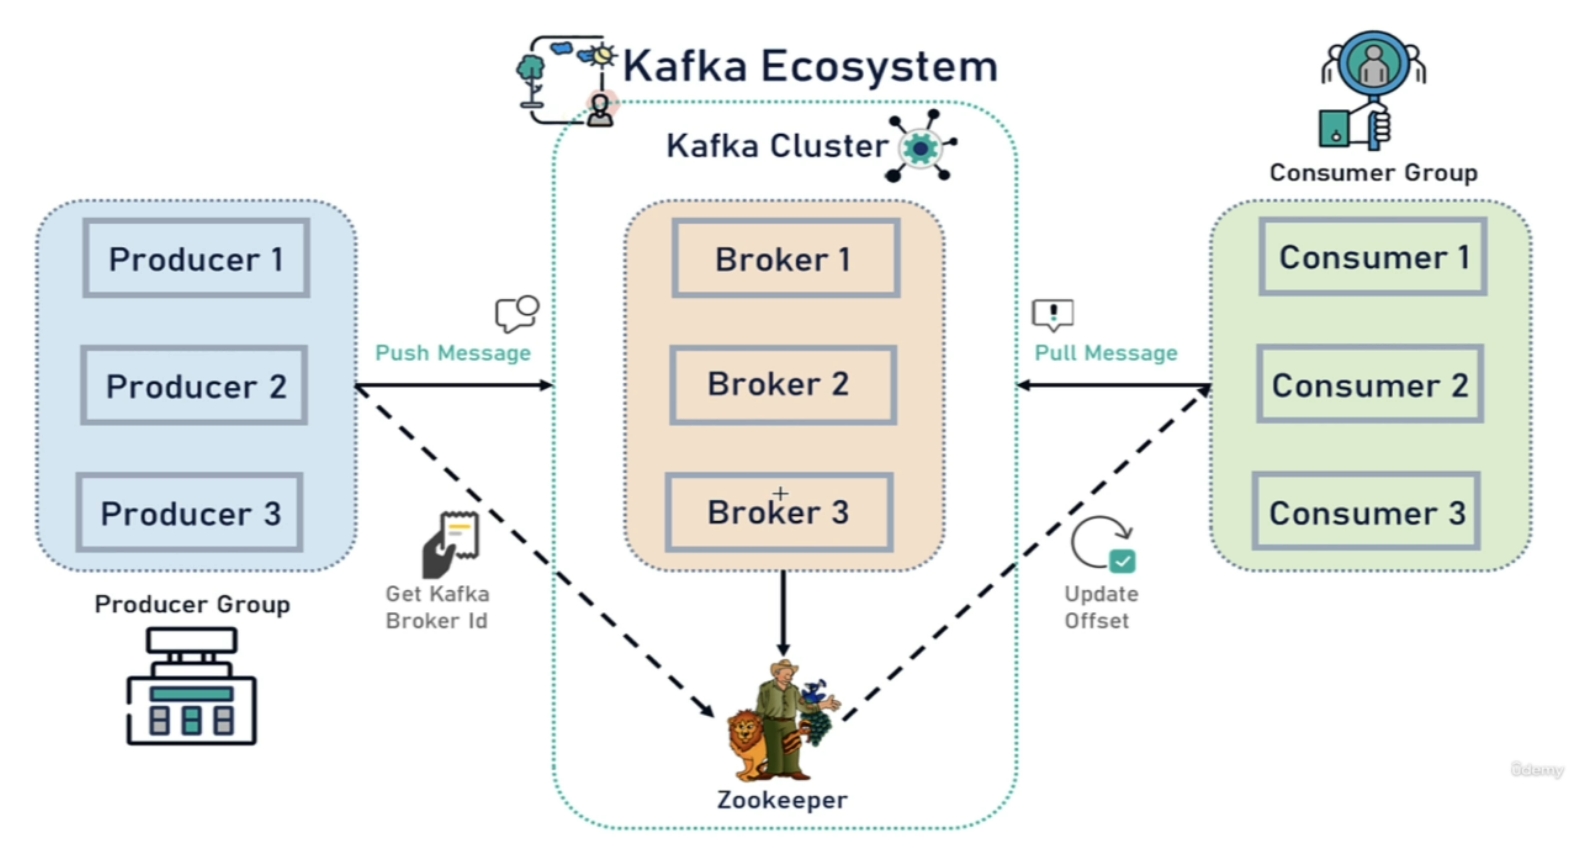 Kafka Ecosystem
Kafka Cluster
Consumer Group
Producer 1
Broker 1
Consumer 1
Push Message
Pull Message
Producer 2
Broker 2
Consumer 2
Producer 3
Broker 3
Consumer 3
Get Kafka
Broker Id
Update
Offset
Producer Group
Zookeeper
ûdemy